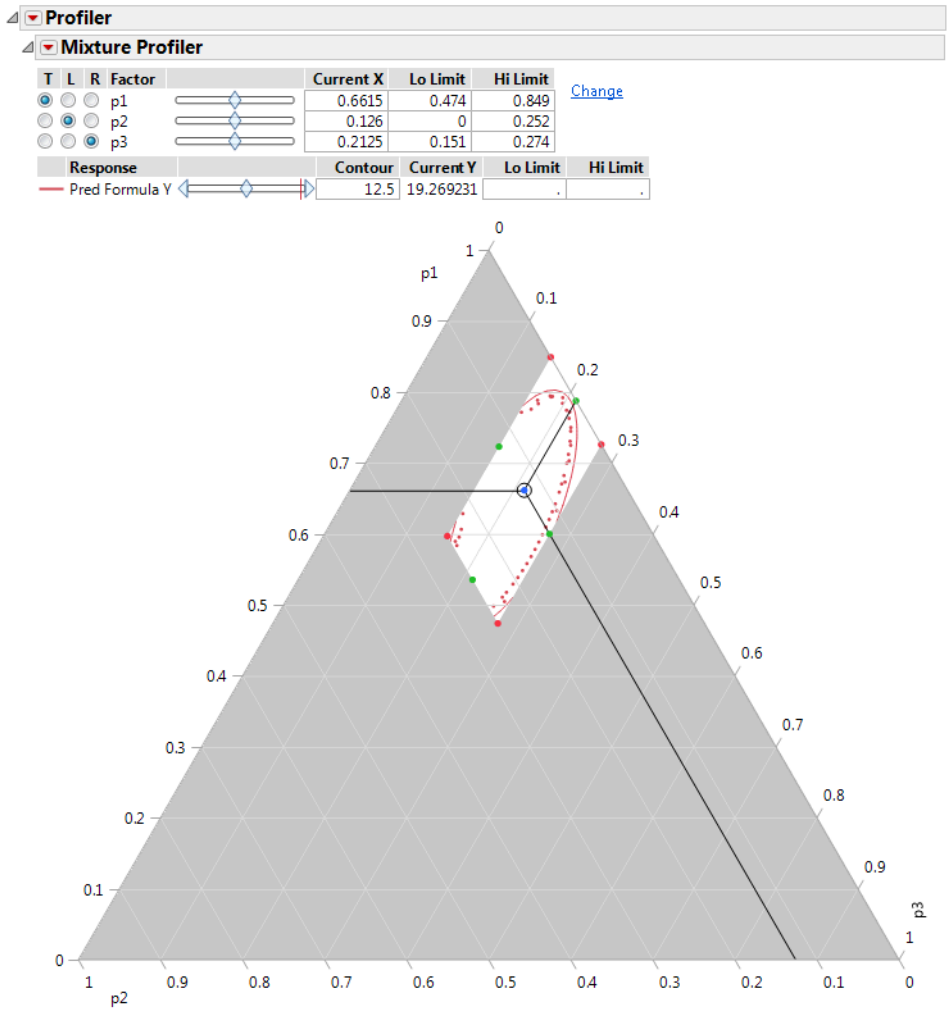 Profiler
Mixture Profiler
T L R Factor Current X Lo Limit Hi Limit
Change
p1 0.6615 0.474 0.849
p2 0.126 0 0.252
p3 0.2125 0.151 0.274
Response Contour Current Y Lo Limit Hi Limit
Pred Formula Y 12.5 19.269231 . .
0
1
p1
0.1
0.9
0.2
0.8
0.3
0.7
0.4
0.6
0.5
0.5
0.6
0.4
0.7
0.3
0.8
0.2
0.9
0.1
p3
1
0
1 0.9 0.8 0.7 0.6 0.5 0.4 0.3 0.2 0.1 0
p2